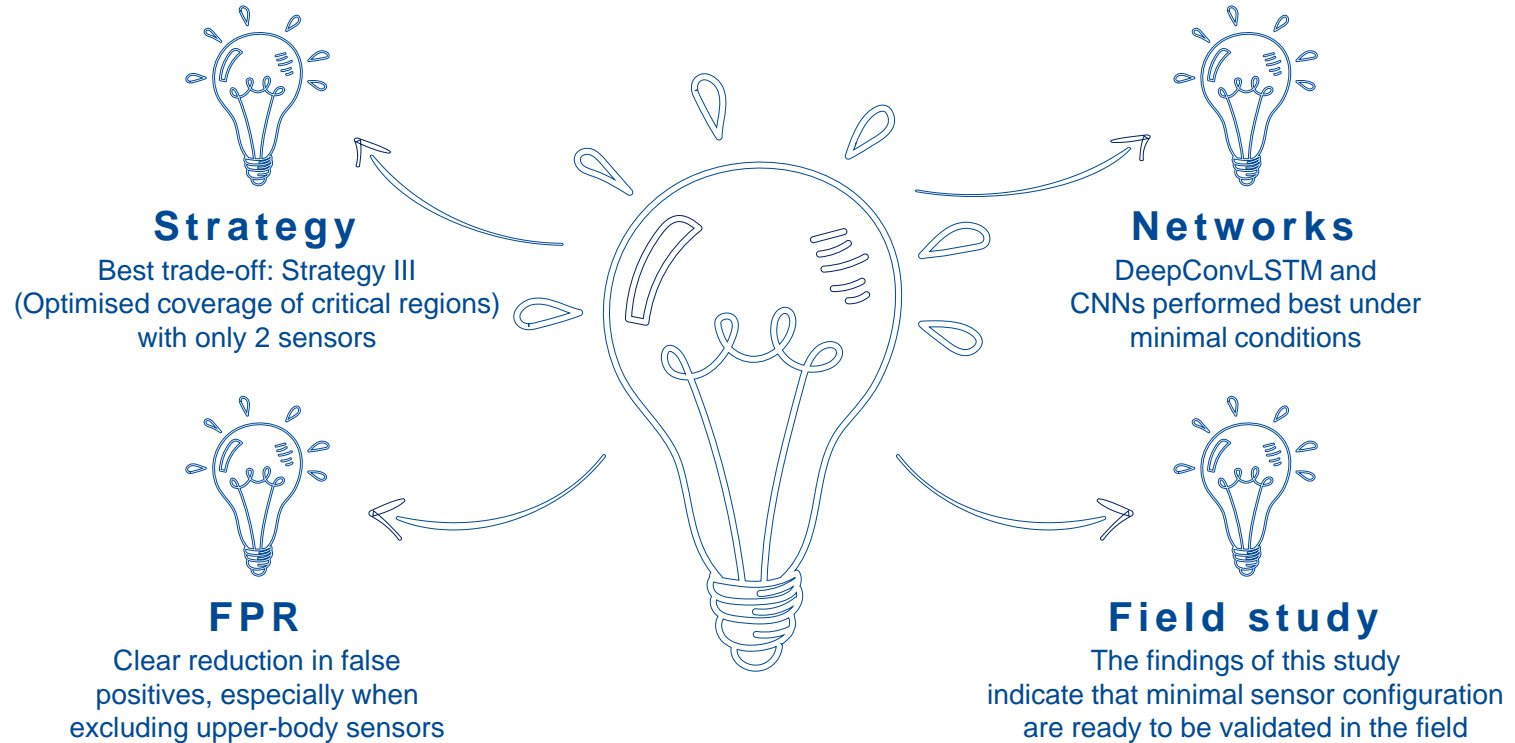 Strategy
Best trade-off: Strategy III
(Optimised coverage of critical regions)
with only 2 sensors
Networks
DeepConvLSTM and
CNNs performed best under
minimal conditions
FPR
Clear reduction in false
positives, especially when
excluding upper-body sensors
Field study
The findings of this study
indicate that minimal sensor configuration
are ready to be validated in the field